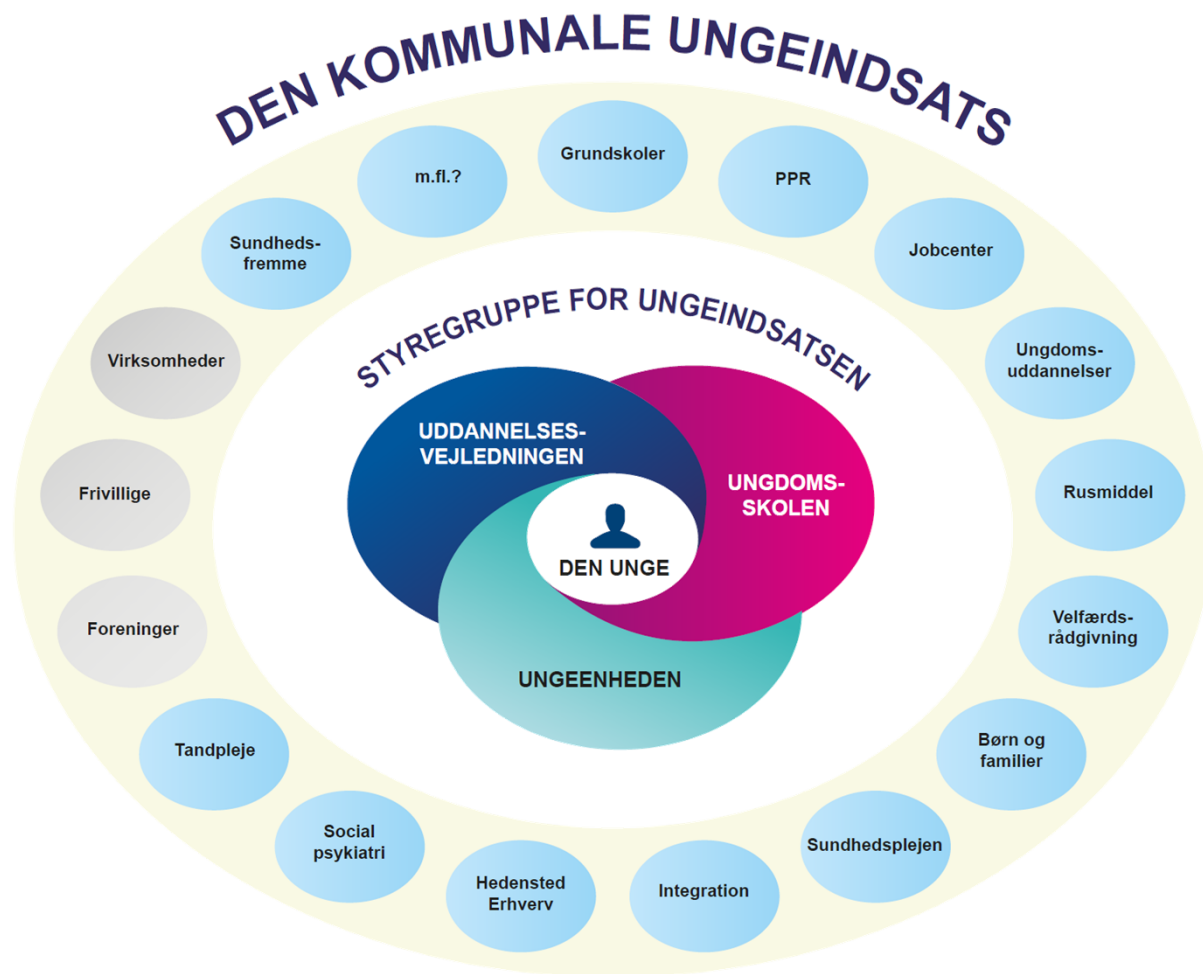 DEN KOMMUNALE UNGEINDSATS
Grundskoler
m.fl.?
PPR
Sundheds-
fremme
Jobcenter
STYREGRUPPE FOR UNGEINDSATSEN
Virksomheder
Ungdoms-
uddannelser
UDDANNELSES-
VEJLEDNINGEN
UNGDOMS-
SKOLEN
Frivillige
Rusmiddel
DEN UNGE
Foreninger
Velfærds-
rådgivning
UNGEENHEDEN
Tandpleje
Børn og
familier
Social
psykiatri
Sundhedsplejen
Hedensted
Erhverv
Integration